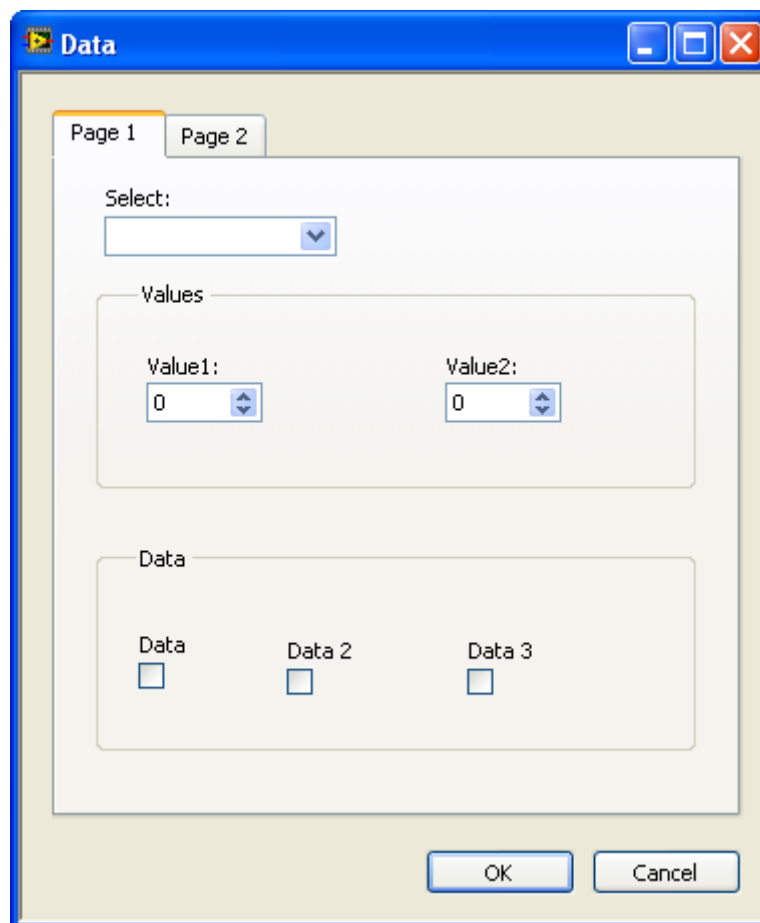 Data
Page 1 Page 2
Select:
Values
Value1: Value2:
0 0
Data
Data Data 2 Data 3
OK Cancel